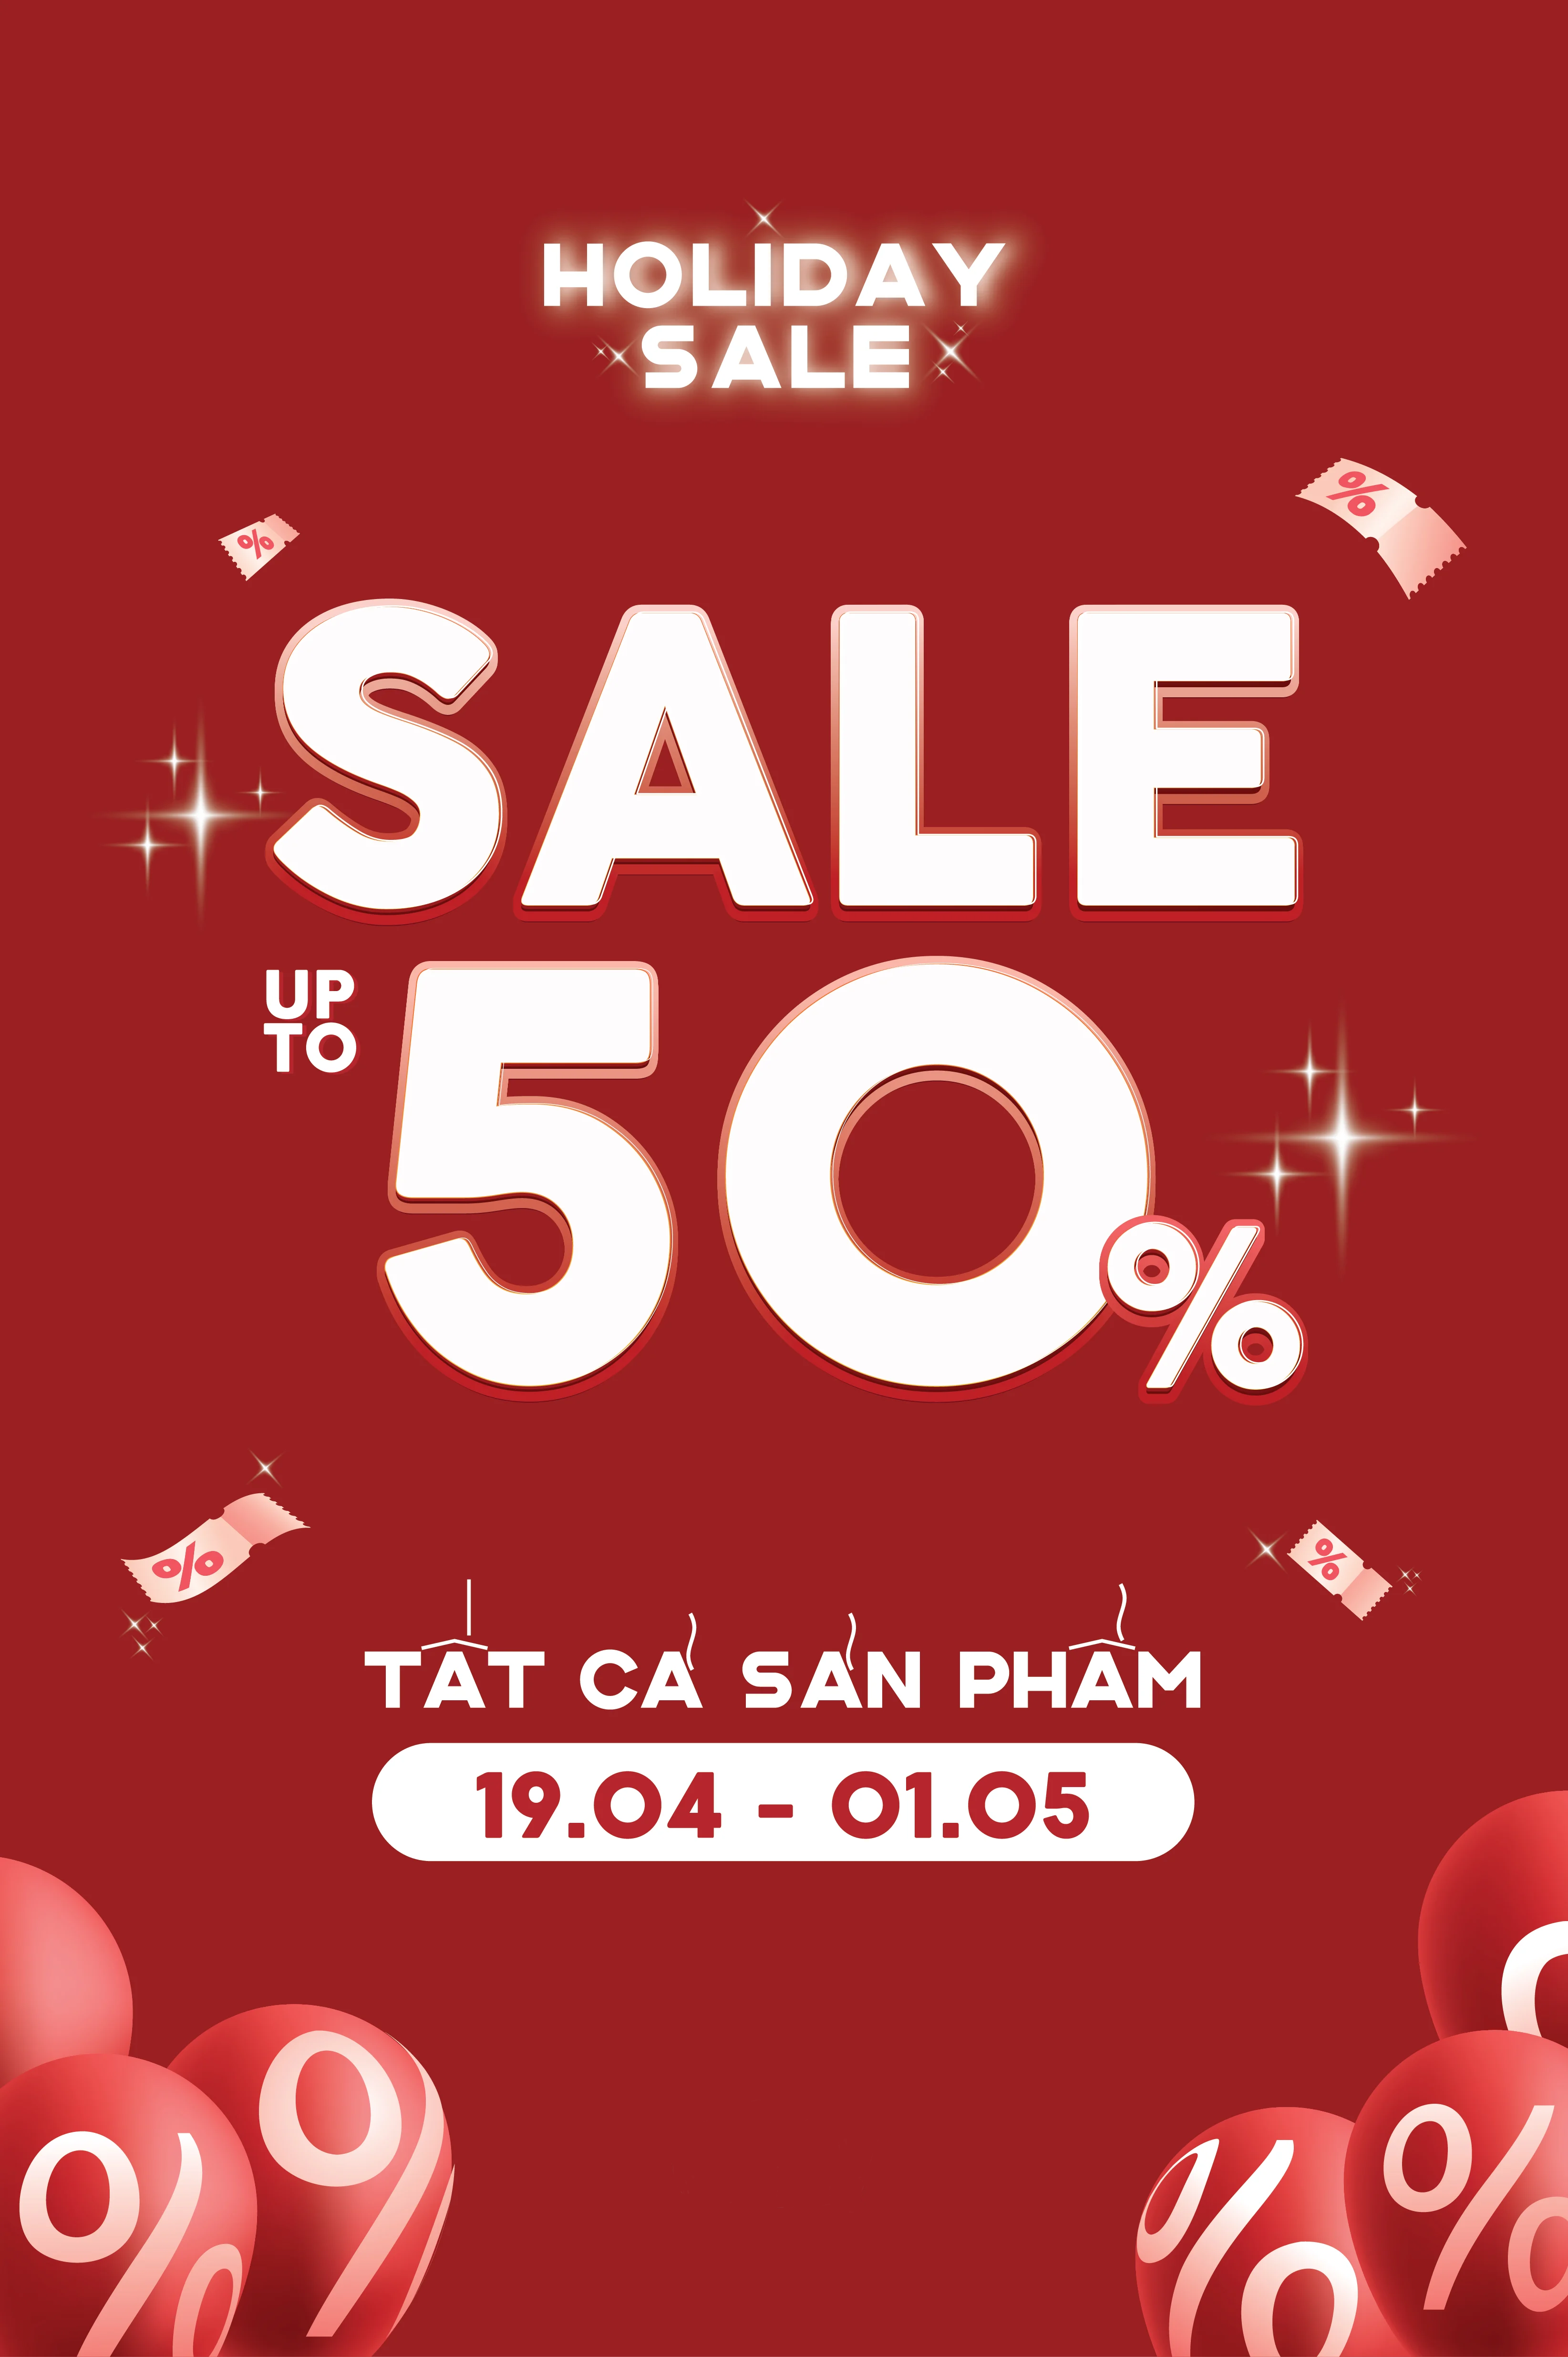 HOLIDAY
SALE
%
%
SALE
UP
TO
50%
%
%
TẤT CẢ SẢN PHẨM
19.04 - 01.05
%
%
%
%